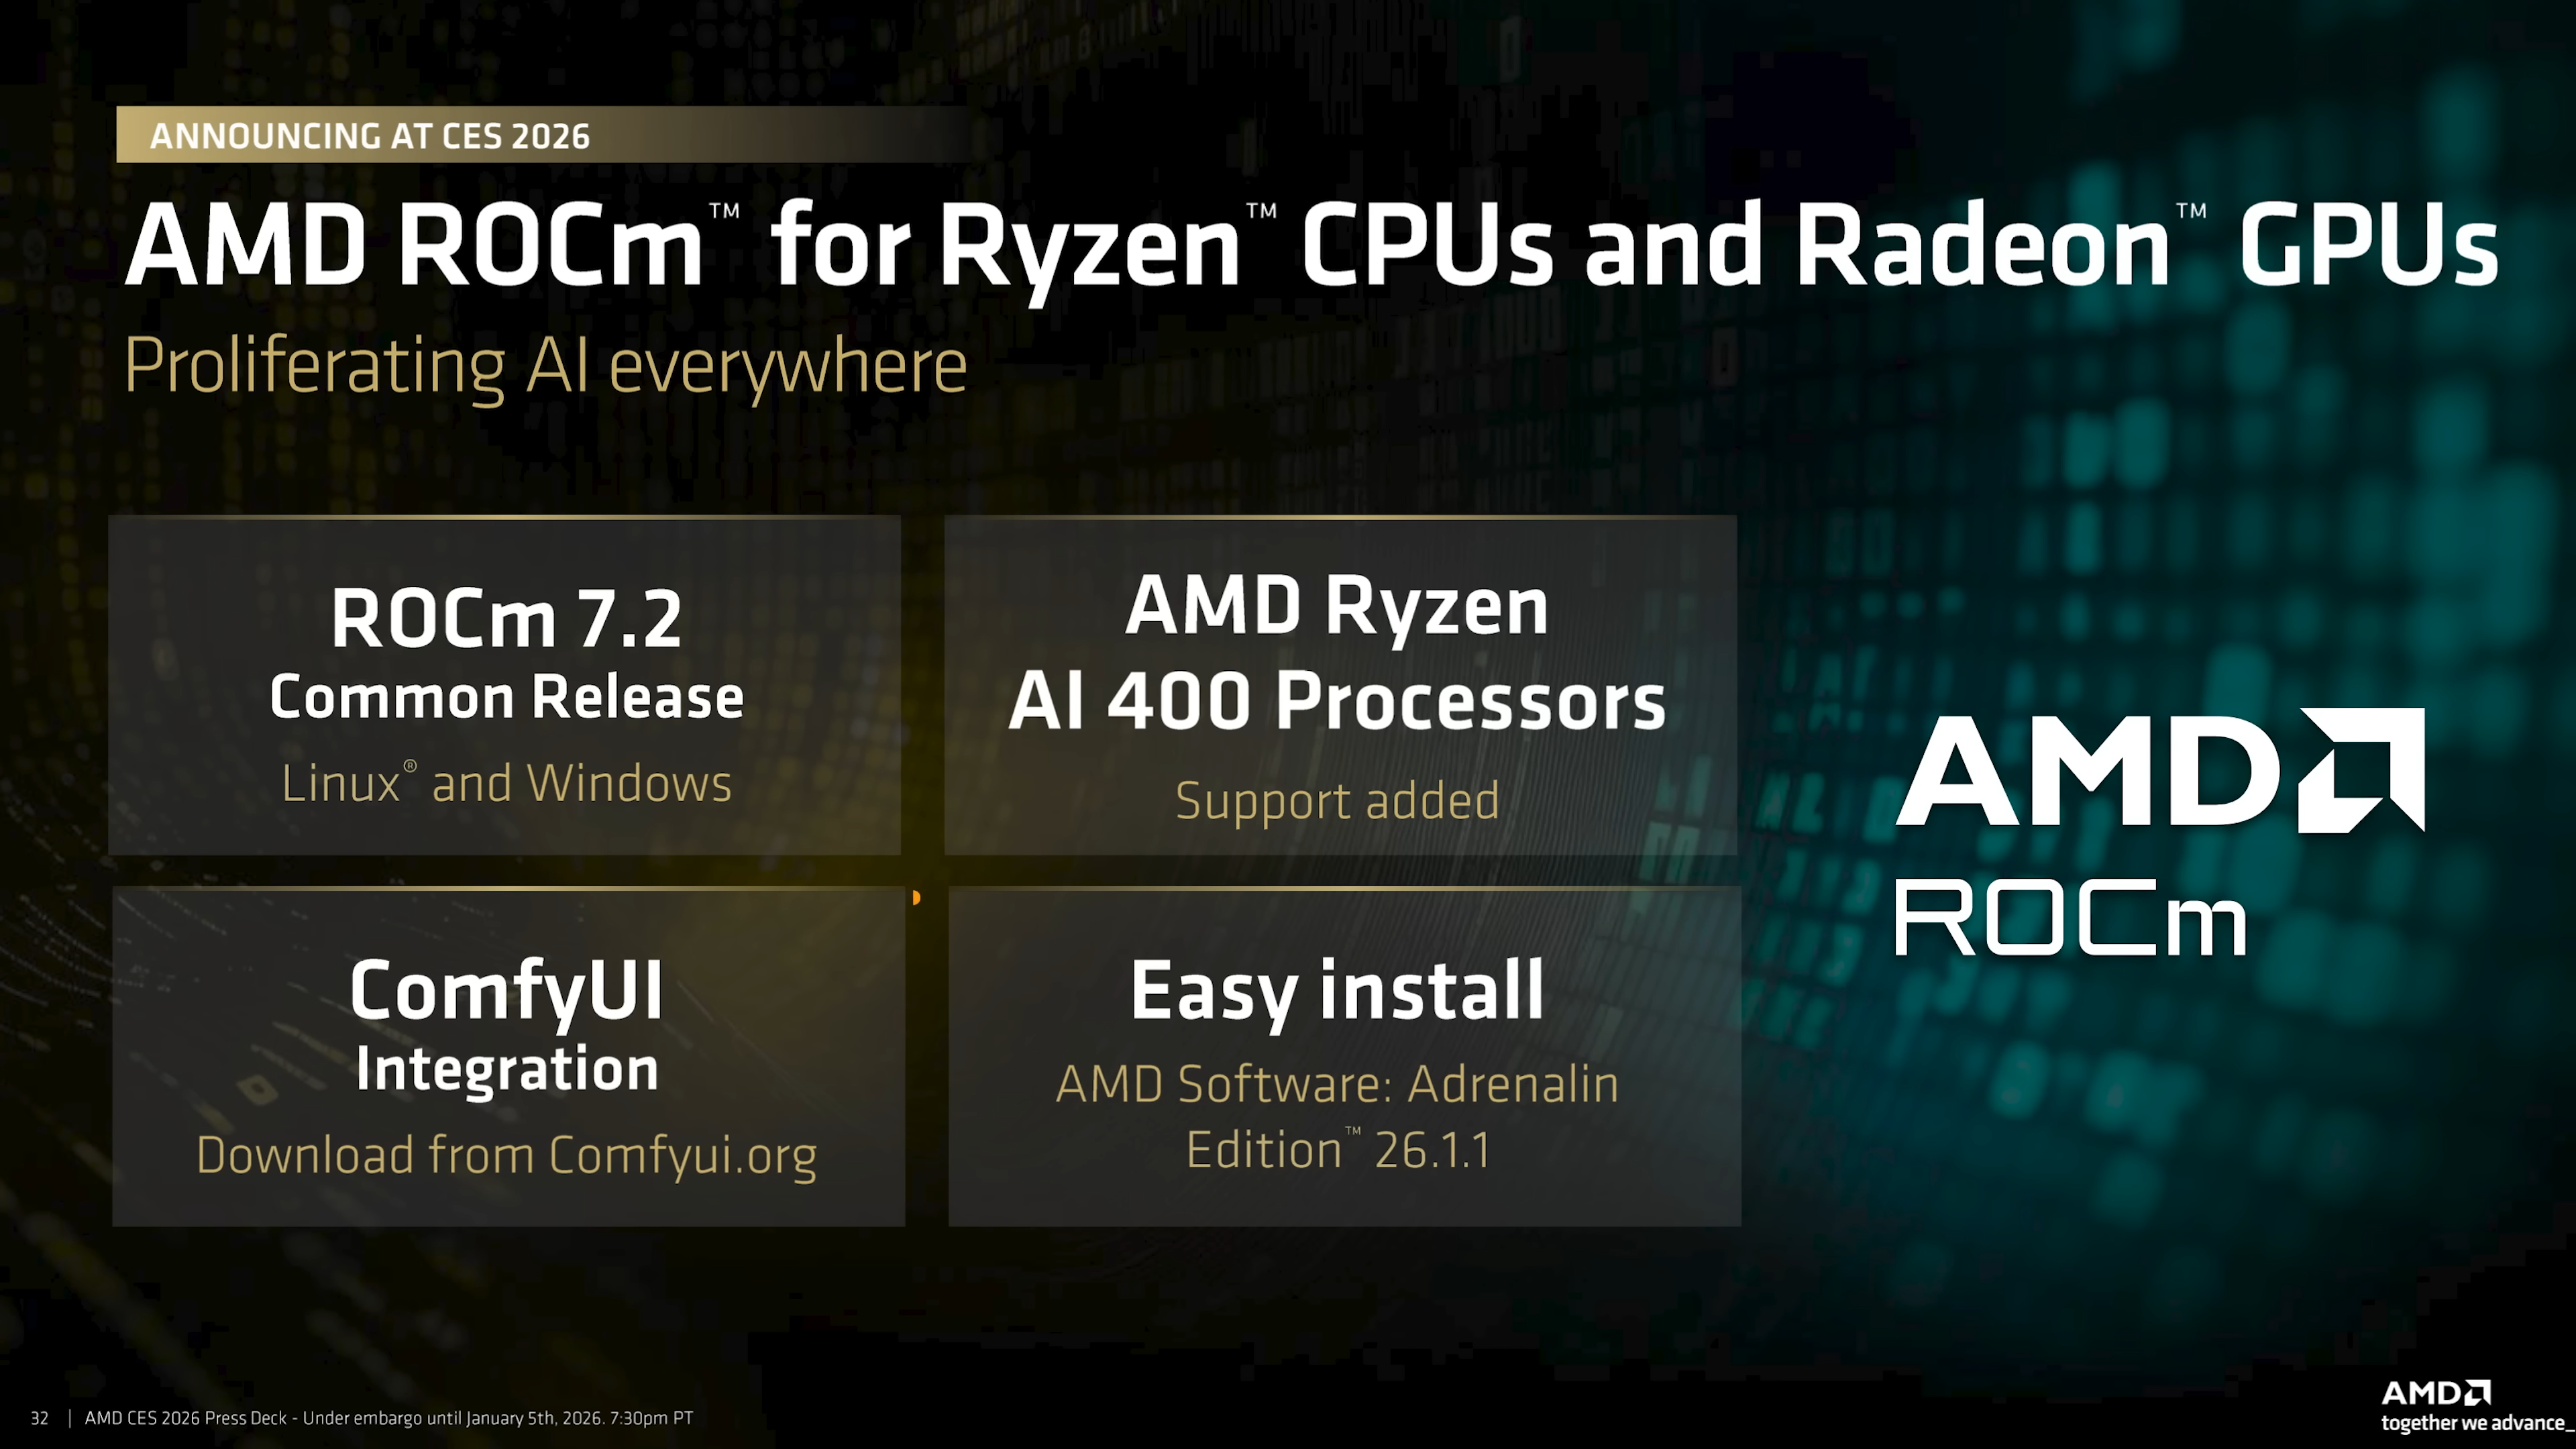 ANNOUNCING AT CES 2026
AMD ROCm™ for Ryzen™ CPUs and Radeon™ GPUs
Proliferating AI everywhere
ROCm 7.2
Common Release
Linux® and Windows
AMD Ryzen
AI 400 Processors
Support added
ComfyUI
Integration
Download from Comfyui.org
Easy install
AMD Software: Adrenalin
Edition™ 26.1.1
AMD
ROCm
32 | AMD CES 2026 Press Deck - Under embargo until January 5th, 2026. 7:30pm PT
AMD
together we advance_